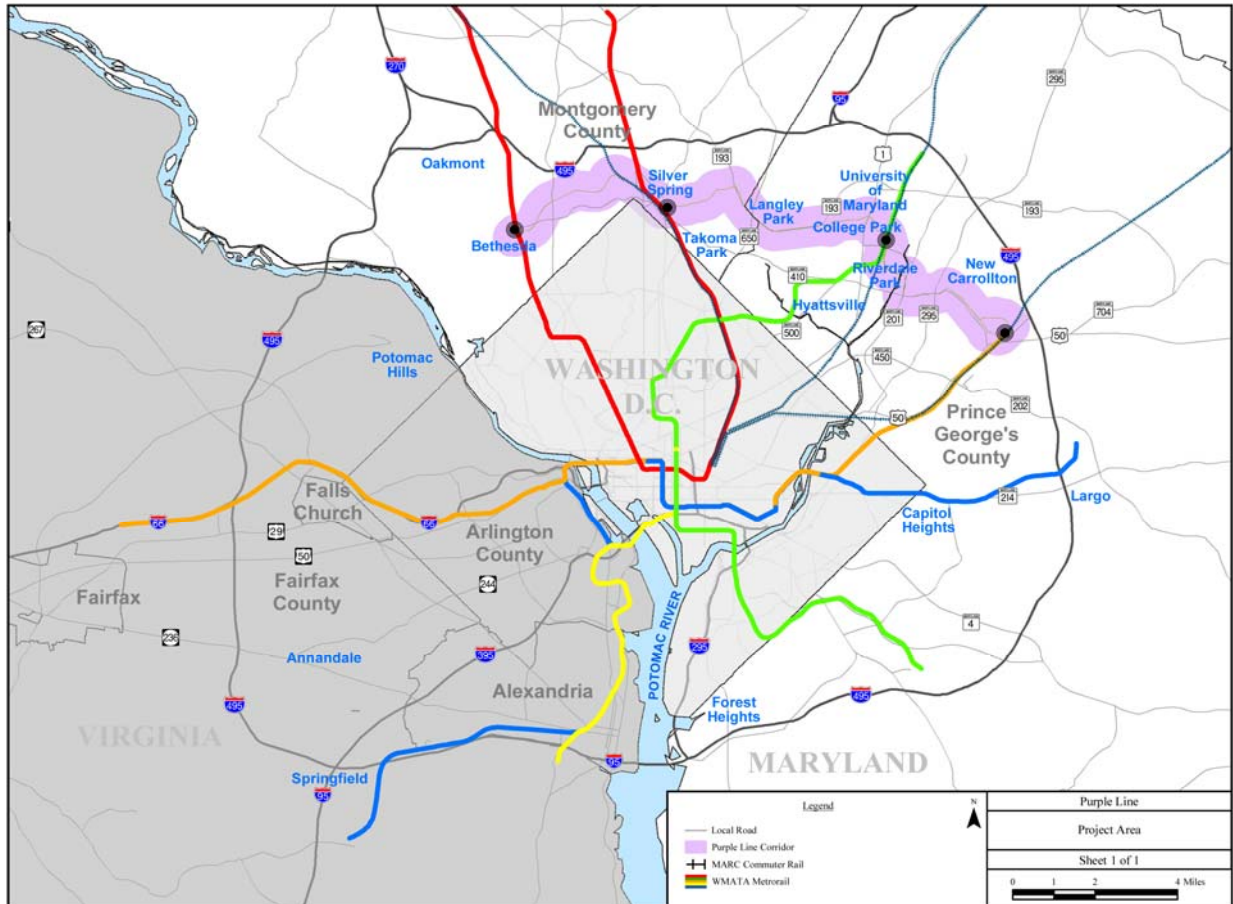 270
95
295
Montgomery
County
1
193
Oakmont
495
Silver
Spring
University
of
Maryland
Langley
Park
193
193
Takoma
Park
650
College Park
Bethesda
495
New
Carrollton
410
Riverdale
Park
Hyattsville
201
295
704
267
495
500
50
450
Potomac
Hills
WASHINGTON
D.C.
202
50
Prince
George's
County
Falls
Church
214
Largo
Capitol
Heights
66
66
29
Arlington
County
50
Fairfax
County
244
Fairfax
236
4
POTOMAC RIVER
295
Annandale
395
Alexandria
495
495
Forest
Heights
VIRGINIA
95
MARYLAND
Springfield
95
Legend
Local Road
Purple Line Corridor
MARC Commuter Rail
WMATA Metrorail
N
Purple Line
Project Area
Sheet 1 of 1
0 1 2 4 Miles